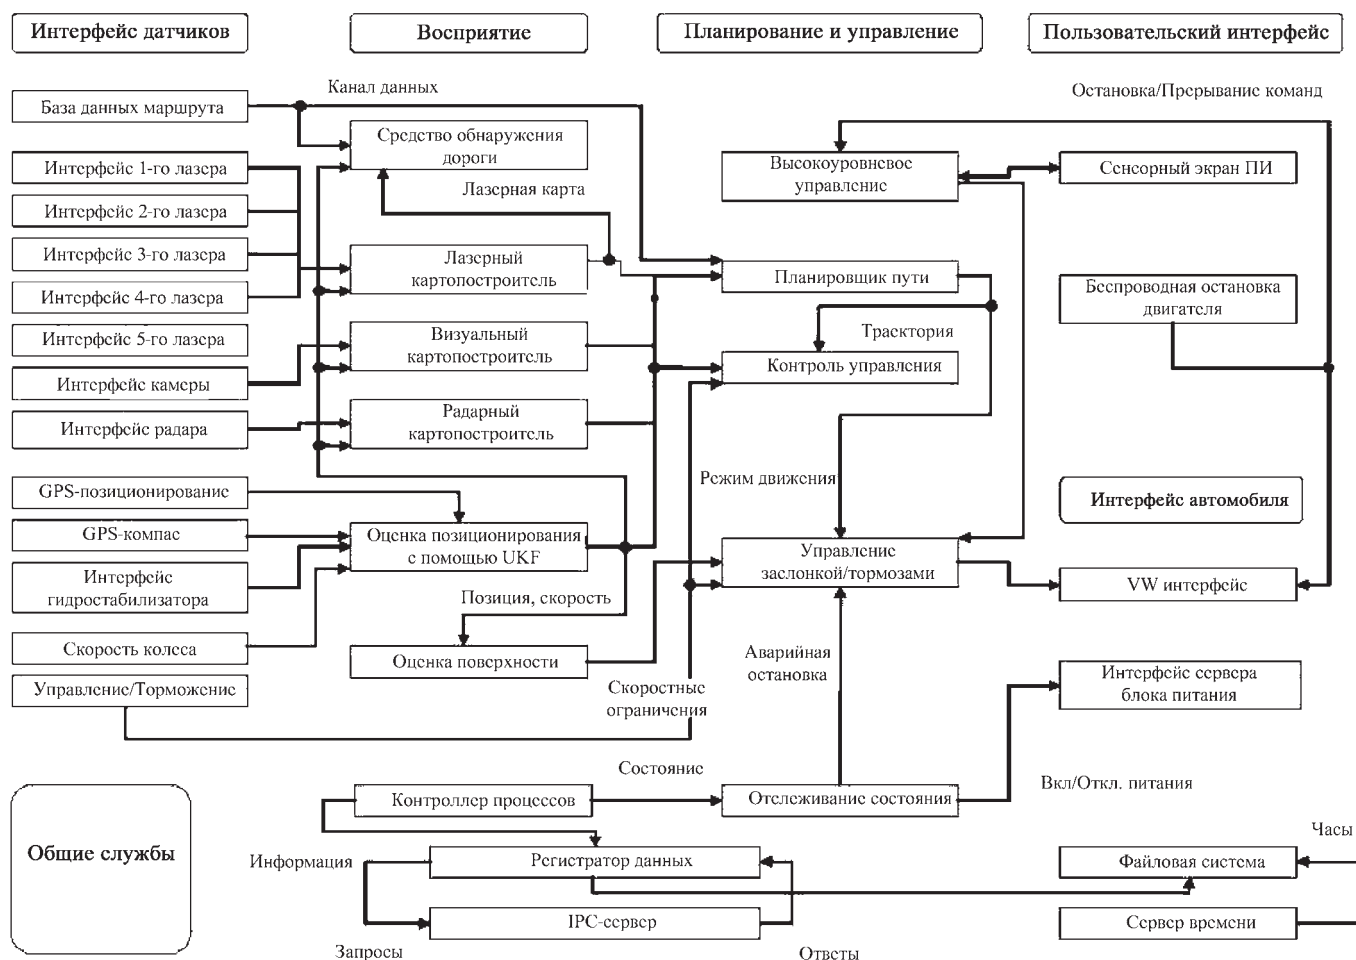 Интерфейс датчиков
Восприятие
Планирование и управление
Пользовательский интерфейс
Канал данных
Остановка/Прерывание команд
База данных маршрута
Средство обнаружения
дороги
Высокоуровневое
управление
Сенсорный экран ПИ
Интерфейс 1-го лазера
Лазерная карта
Интерфейс 2-го лазера
Интерфейс 3-го лазера
Лазерный
картопостроитель
Планировщик пути
Беспроводная остановка
двигателя
Интерфейс 4-го лазера
Интерфейс 5-го лазера
Визуальный
картопостроитель
Траектория
Контроль управления
Интерфейс камеры
Интерфейс радара
Радарный
картопостроитель
Режим движения
GPS-позиционирование
Интерфейс автомобиля
GPS-компас
Оценка позиционирования
с помощью UKF
Управление
заслонкой/тормозами
VW интерфейс
Интерфейс
гидростабилизатора
Позиция, скорость
Скорость колеса
Оценка поверхности
Аварийная
остановка
Интерфейс сервера
блока питания
Управление/Торможение
Скоростные
ограничения
Состояние
Контроллер процессов
Отслеживание состояния
Вкл/Откл. питания
Общие службы
Часы
Информация
Регистратор данных
Файловая система
IPC-сервер
Сервер времени
Запросы
Ответы